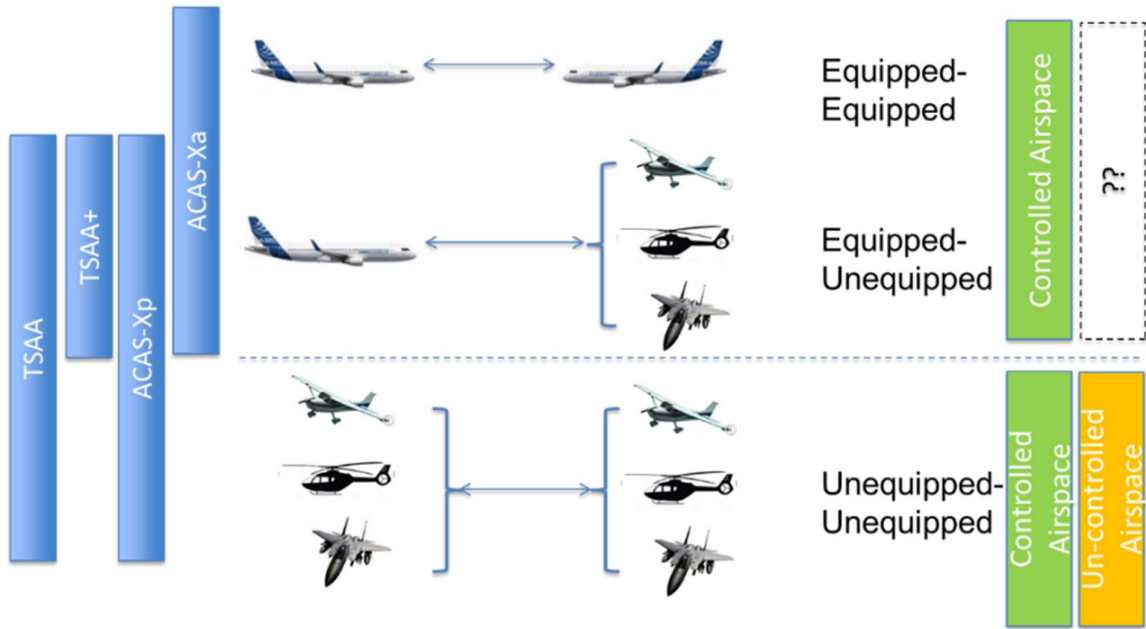 TSAA
TSAA+
ACAS-Xp
ACAS-Xa
Equipped-
Equipped
Equipped-
Unequipped
Unequipped-
Unequipped
Controlled Airspace
??
Controlled
Airspace
Un-controlled
Airspace